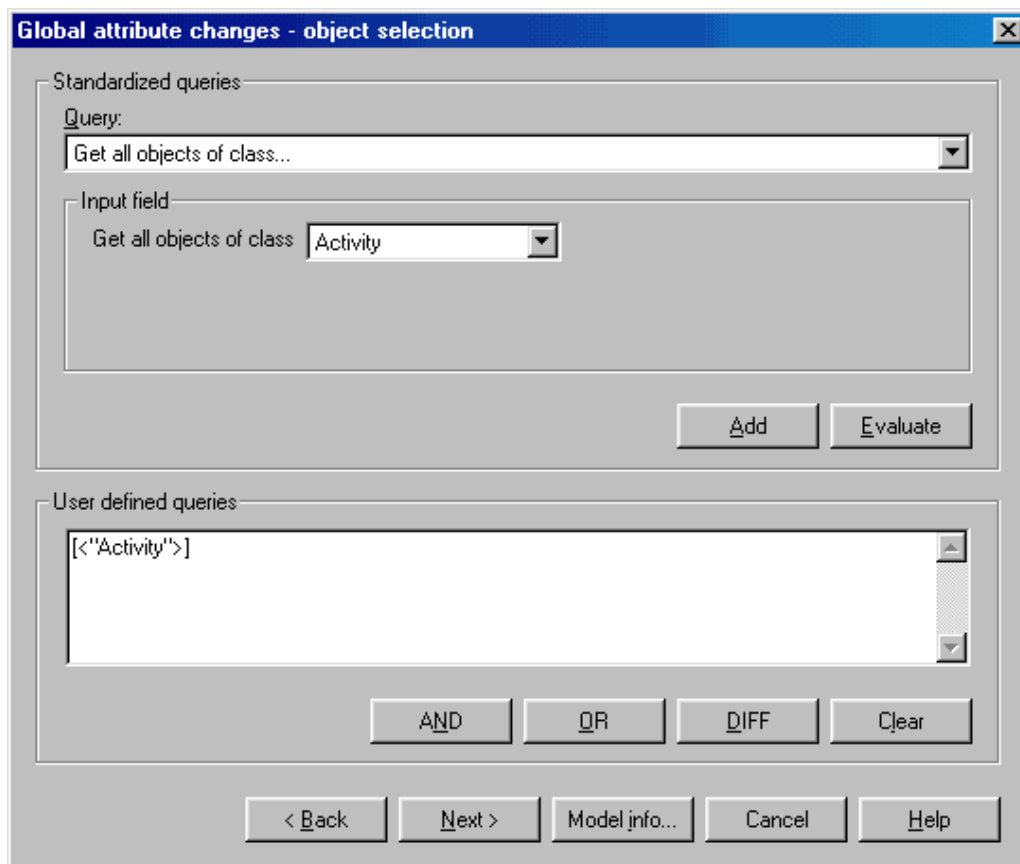 Global attribute changes - object selection
Standardized queries
Query:
Get all objects of class...
Input field
Get all objects of class Activity
Add Evaluate
User defined queries
[<"Activity">]
AND OR DIFF Clear
< Back Next > Model info... Cancel Help